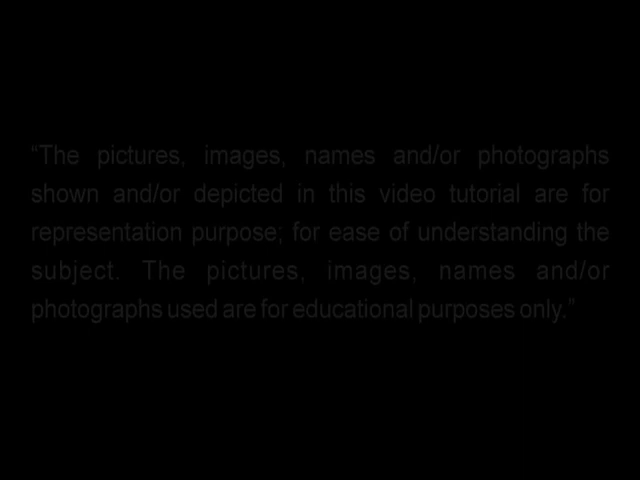 “The pictures, images, names and/or photographs
shown and/or depicted in this video tutorial are for
representation purpose; for ease of understanding the
subject. The pictures, images, names and/or
photographs used are for educational purposes only.”